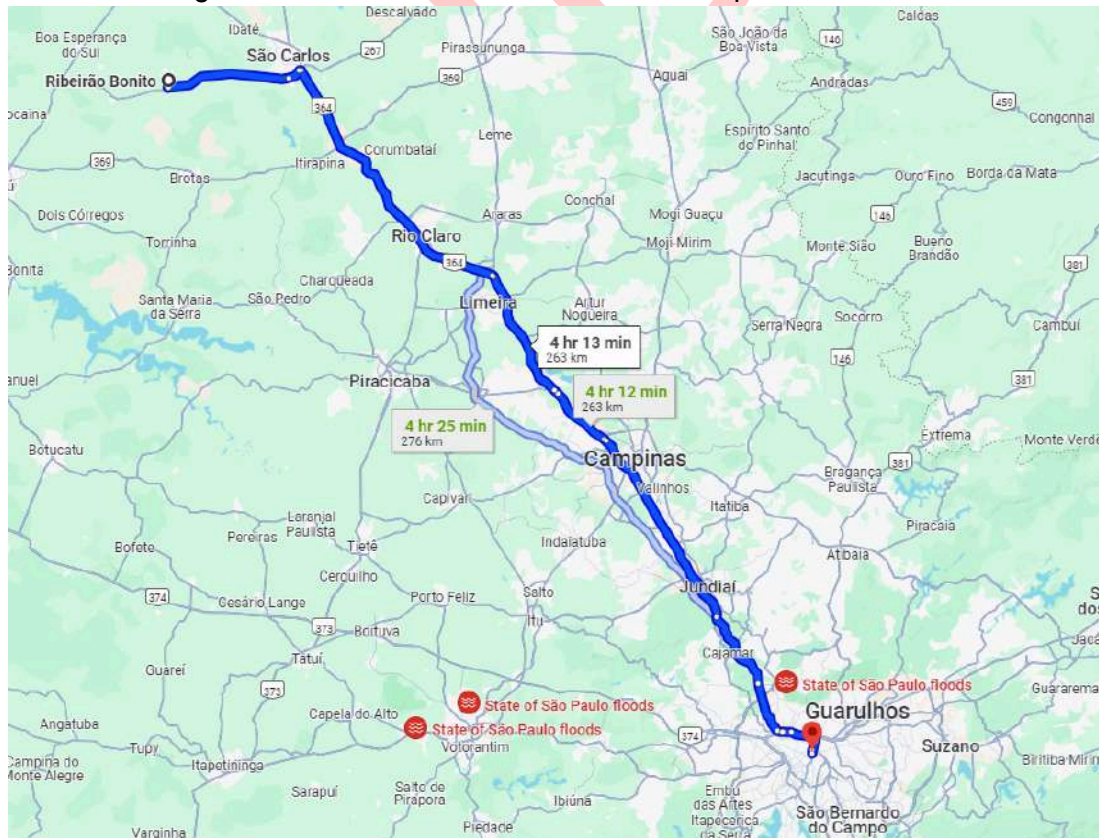 Descalvado
Caldas
Ibaté
São João da
Boa Vista
146
Boa Esperança
do Sul
São Carlos
267
Pirassununga
Andradas
Ribeirão Bonito
369
Aguaí
459
Congonhal
364
Leme
Espírito Santo
do Pinhal
Corumbataí
Itirapina
369
Brotas
Jacutinga
Ouro Fino
Borda da Mata
Dois Córregos
Conchal
Mogi Guaçu
146
Araras
Torrinha
Rio Claro
Moji Mirim
Monte Sião
Bueno
Brandão
364
381
Charqueada
Santa Maria
da Serra
São Pedro
Limeira
Artur
Nogueira
Serra Negra
Socorro
Cambuí
4 hr 13 min
263 km
146
Piracicaba
381
4 hr 12 min
263 km
4 hr 25 min
276 km
Extrema
Monte Verde
Botucatu
Campinas
Bragança
Paulista
381
Valinhos
Capivari
Itatiba
Laranjal
Paulista
Piracaia
Pereiras
Indaiatuba
Bofete
Tietê
Atibaia
Cerquilho
Jundiaí
374
Cesário Lange
Porto Feliz
Salto
Itu
373
Boituva
Tatuí
Cajamar
Guareí
373
State of São Paulo floods
Guararema
Capela do Alto
State of São Paulo floods
Guarulhos
Angatuba
State of São Paulo floods
374
Tupy
Votorantim
Suzano
Campina do
Monte Alegre
Itapetininga
Biritiba Mirim
Sarapuí
Salto de
Pirapora
Ibiúna
Embu
das Artes
São Bernardo
do Campo
Itapecerica
da Serra
Varginha
Piedade